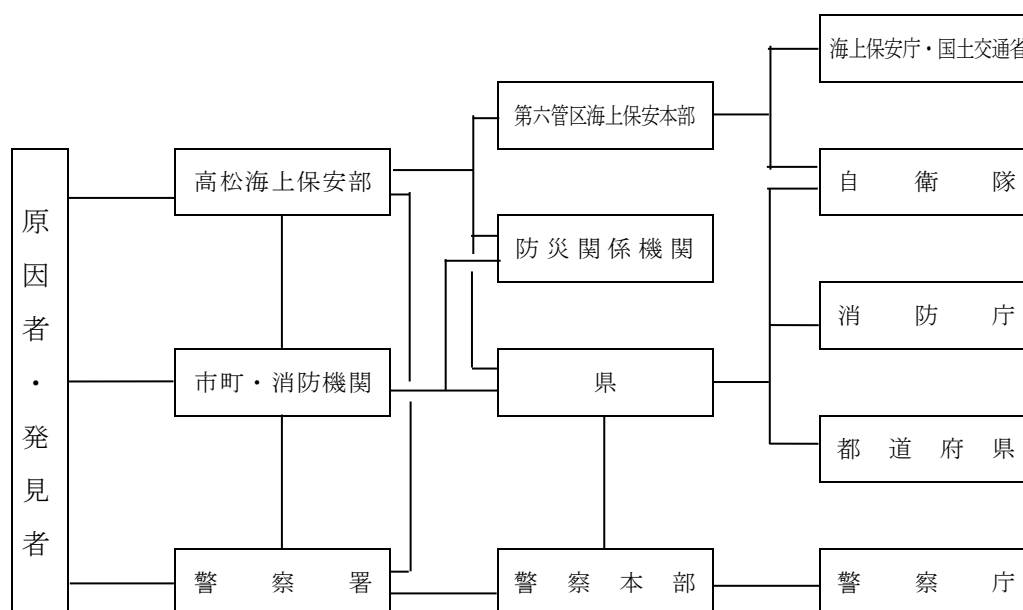 海上保安庁・国土交通省
第六管区海上保安本部
高松海上保安部
自衛隊
原因者・発見者
防災関係機関
消防庁
市町・消防機関
県
都道府県
警察署
警察本部
警察庁